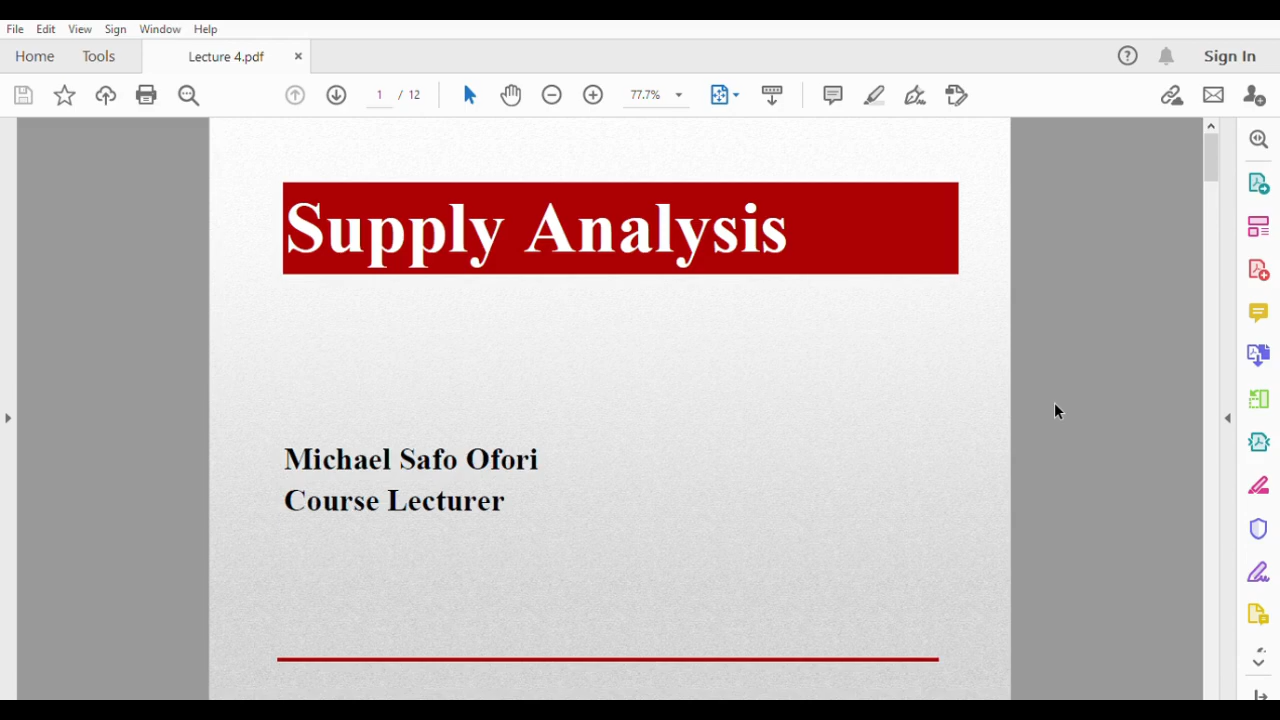 File Edit View Sign Window Help
Home Tools Lecture 4.pdf × Sign In
1 / 12 77.7%
Supply Analysis
Michael Safo Ofori
Course Lecturer